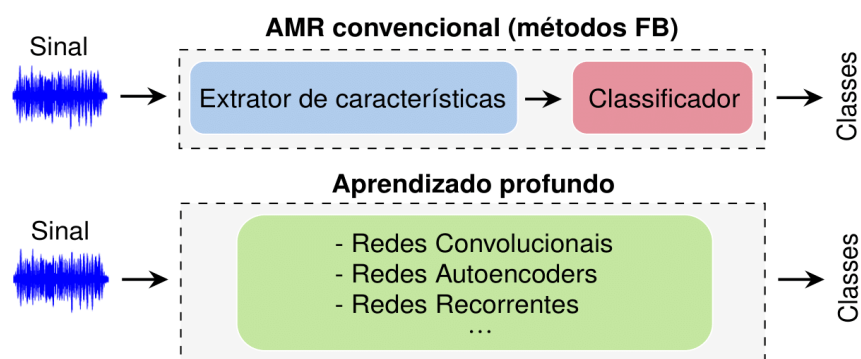 AMR convencional (métodos FB)
Sinal
Extrator de característícas
Classificador
Classes
Aprendizado profundo
Sinal
- Redes Convolucionais
- Redes Autoencoders
- Redes Recorrentes
...
Classes